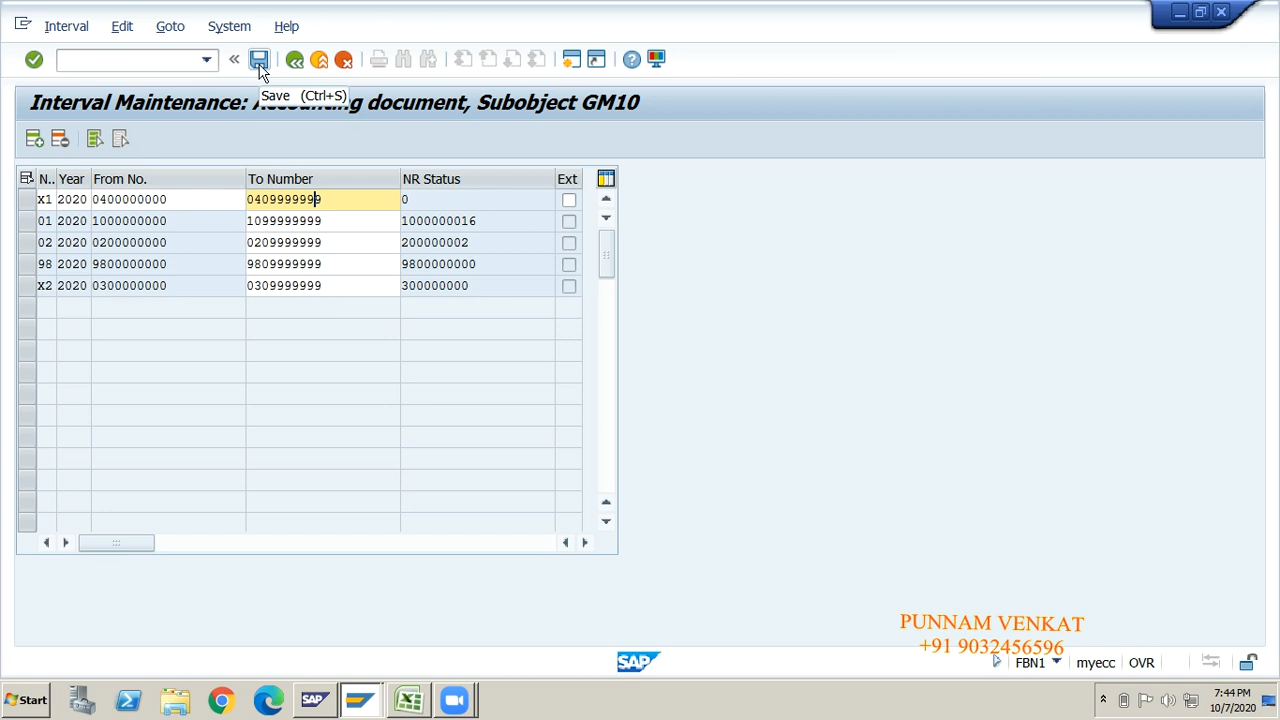 Interval Edit Goto System Help
Save (Ctrl+S)
Interval Maintenance: Ac ing document, Subobject GM10
N.. Year From No. To Number NR Status Ext
X1 2020 0400000000 0409999999 0
01 2020 1000000000 1099999999 1000000016
02 2020 0200000000 0209999999 200000002
98 2020 9800000000 9809999999 9800000000
X2 2020 0300000000 0309999999 300000000
PUNNAM VENKAT
+91 9032456596
SAP
FBN1 myecc OVR
Start
SAP
7:44 PM
10/7/2020